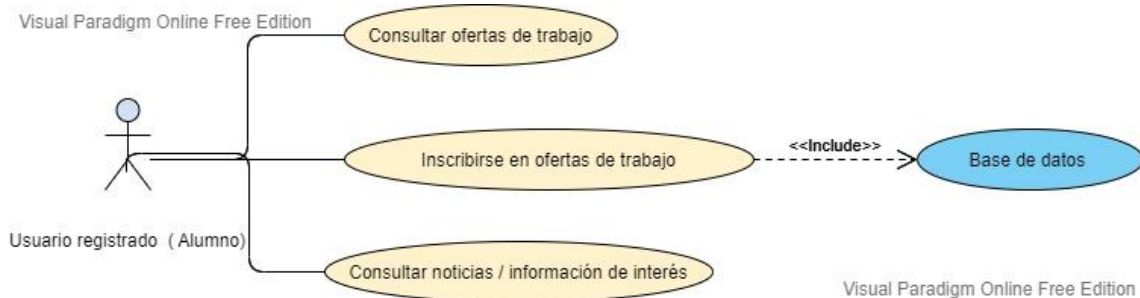 Visual Paradigm Online Free Edition
Consultar ofertas de trabajo
Inscribirse en ofertas de trabajo
<<Include>>
Base de datos
Usuario registrado ( Alumno)
Consultar noticias / información de interés
Visual Paradigm Online Free Edition